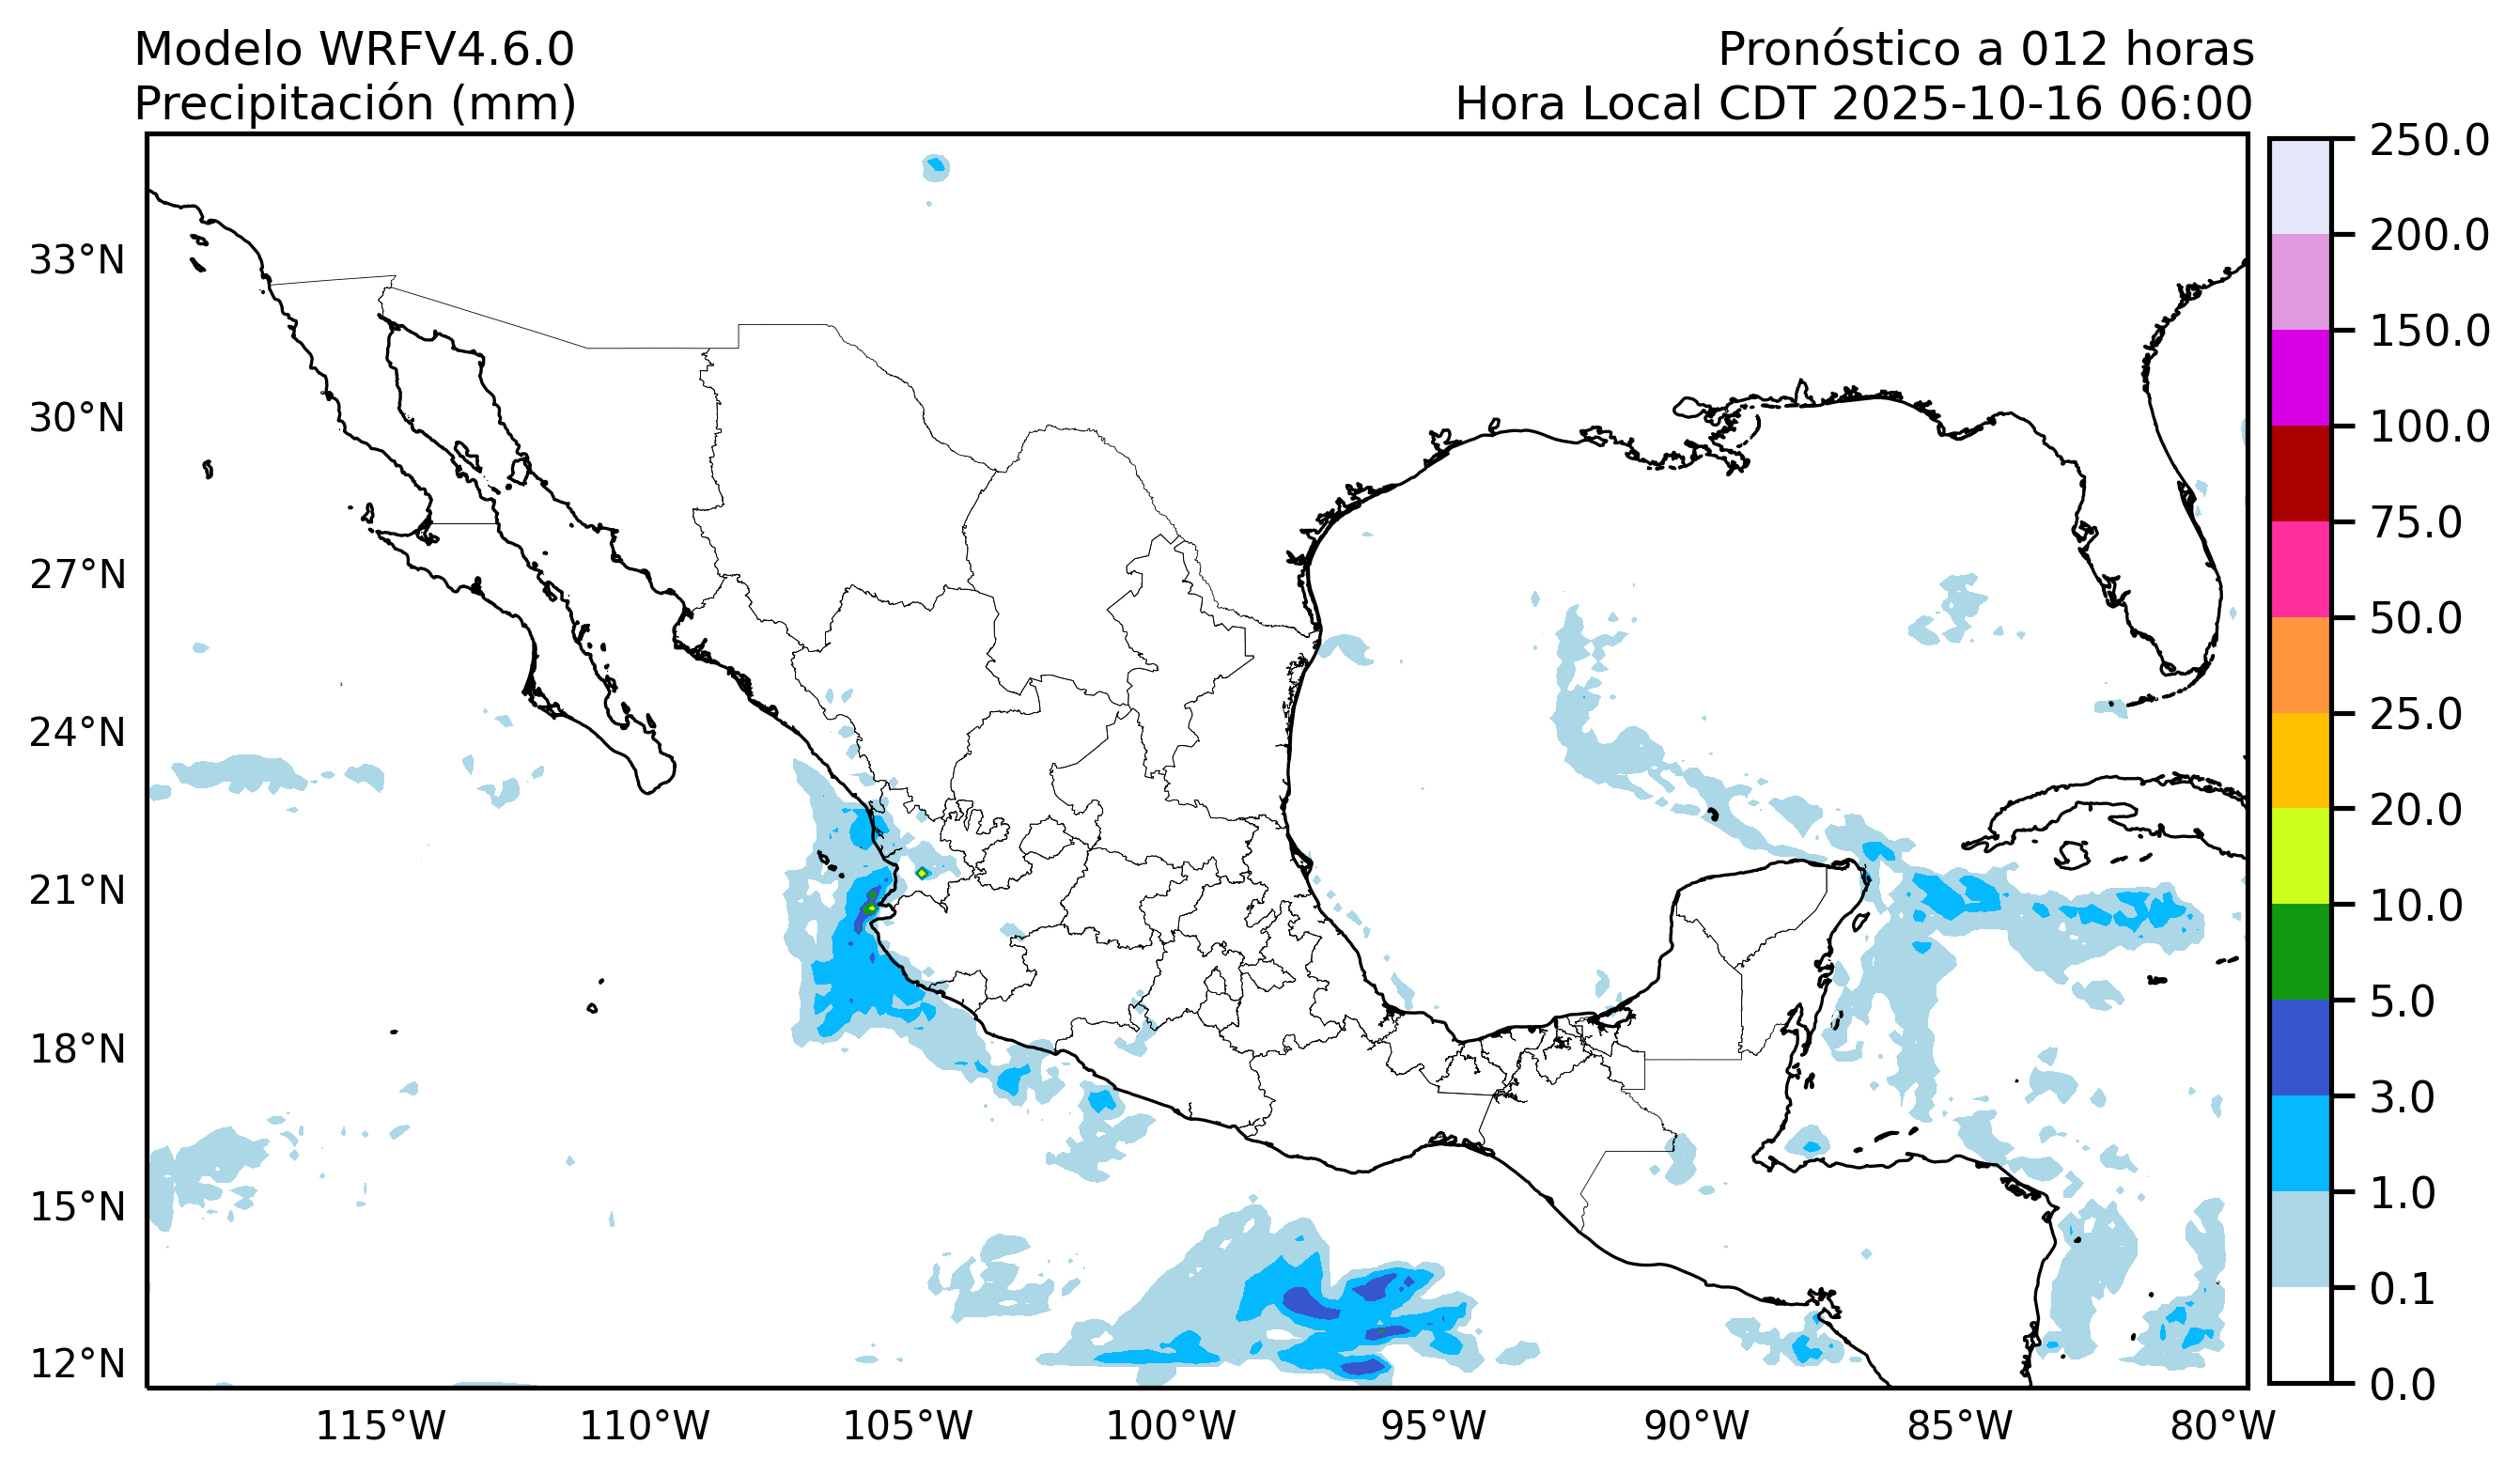 Modelo WRFV4.6.0
Precipitación (mm)
Pronóstico a 012 horas
Hora Local CDT 2025-10-16 06:00
33°N
30°N
27°N
24°N
21°N
18°N
15°N
12°N
115°W
110°W
105°W
100°W
95°W
90°W
85°W
80°W
250.0
200.0
150.0
100.0
75.0
50.0
25.0
20.0
10.0
5.0
3.0
1.0
0.1
0.0